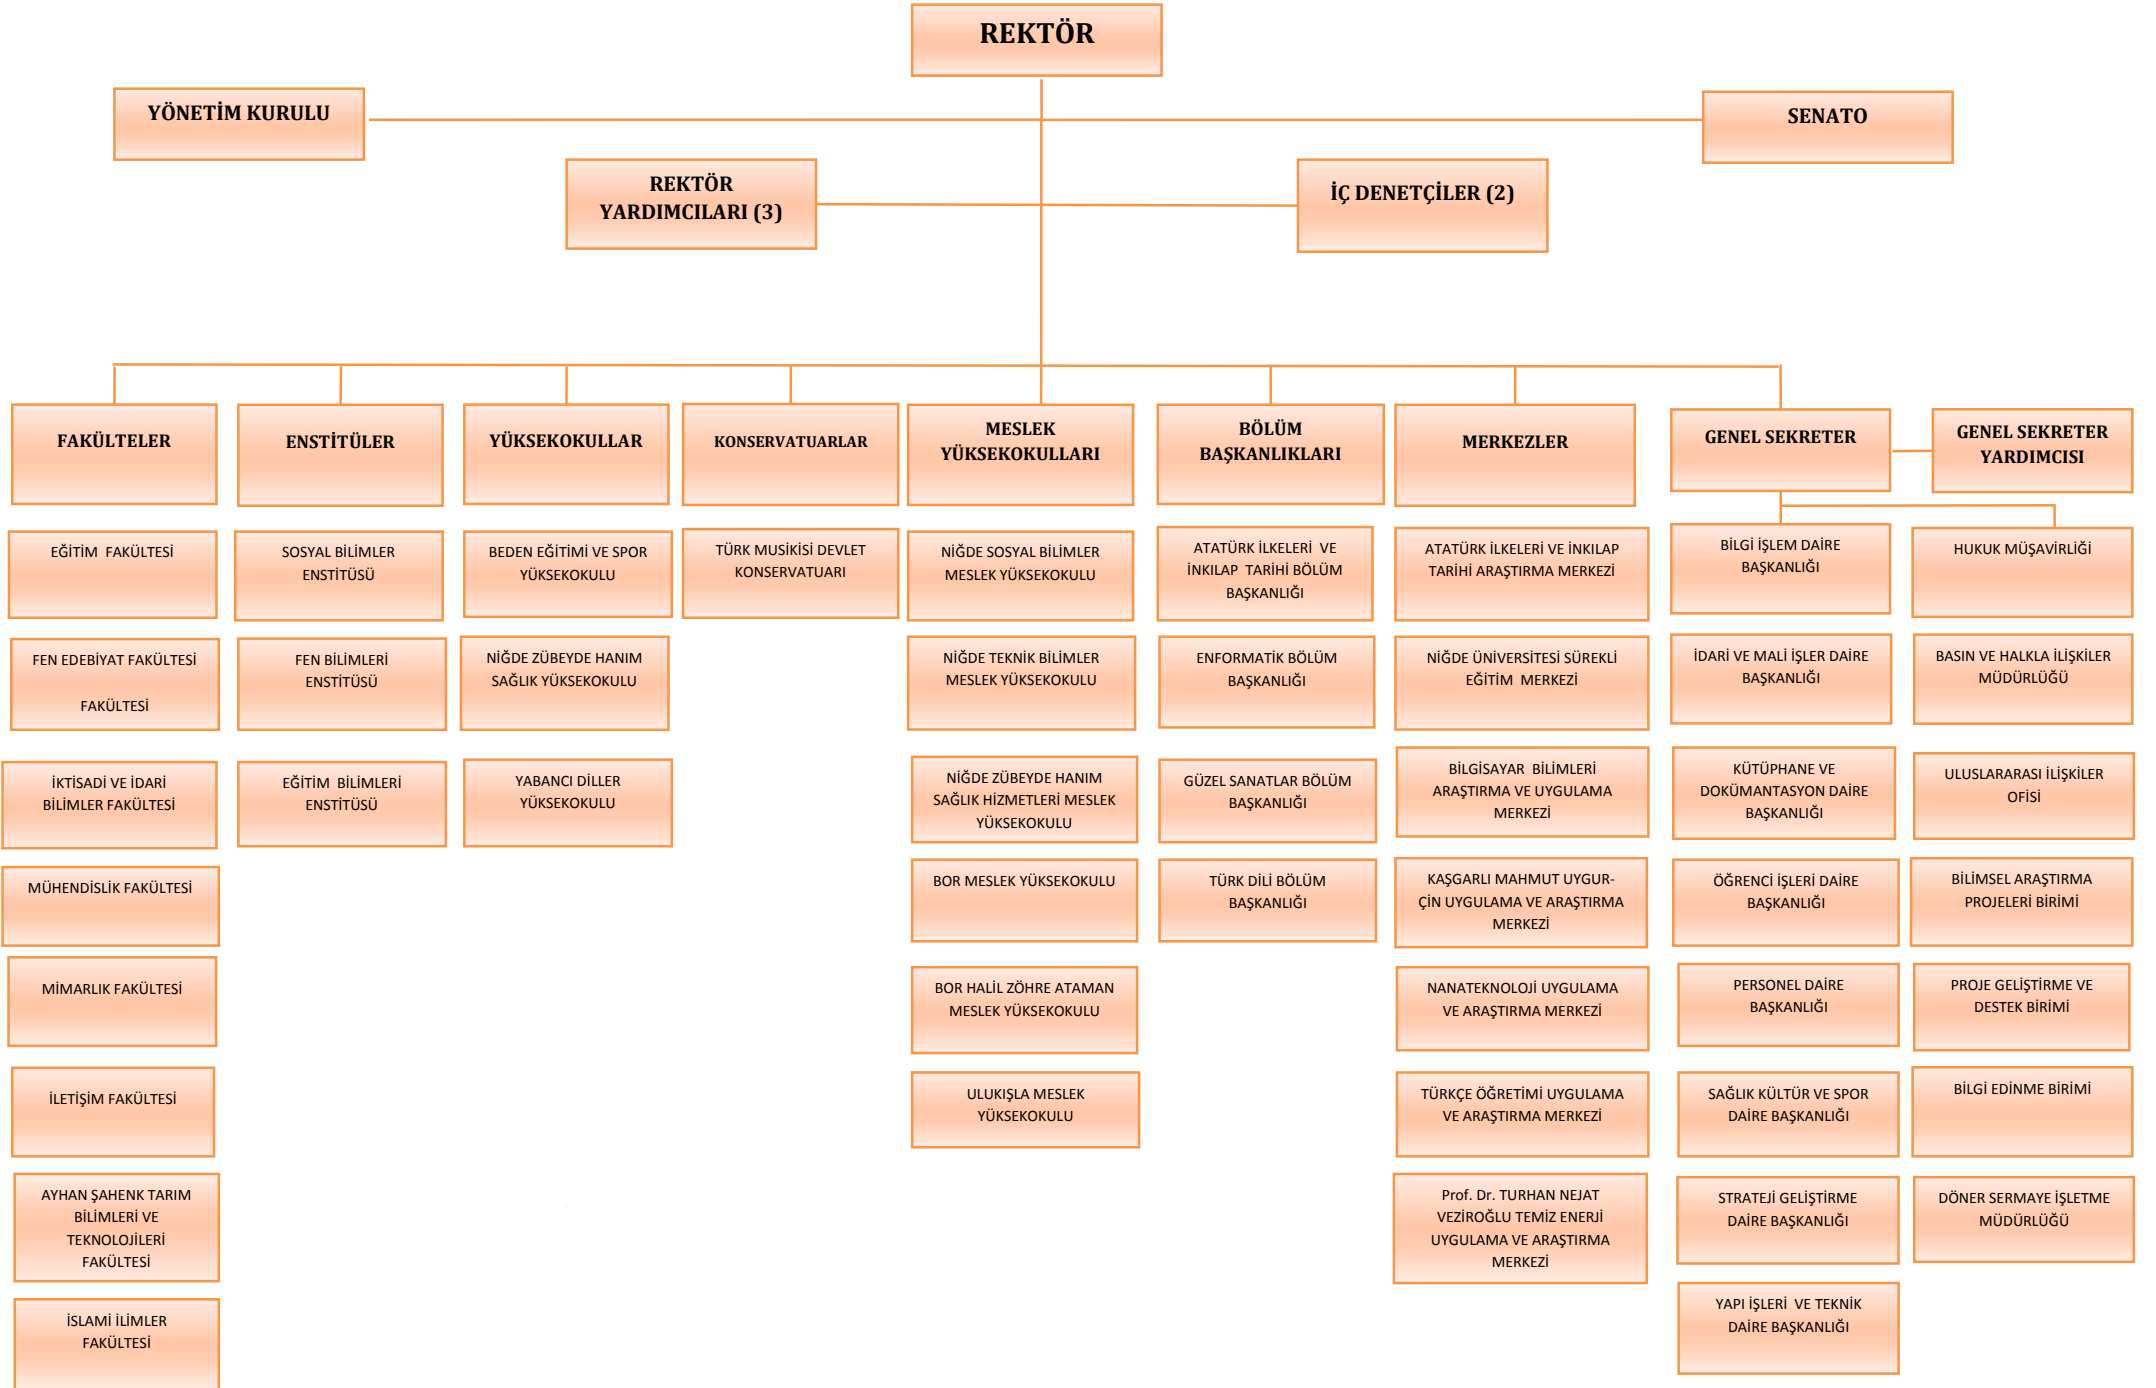 REKTÖR
YÖNETİM KURULU
SENATO
REKTÖR
YARDIMCILARI (3)
İÇ DENETÇİLER (2)
FAKÜLTELER
ENSTİTÜLER
YÜKSEKOKULLAR
KONSERVATUARLAR
MESLEK
YÜKSEKOKULLARI
BÖLÜM
BAŞKANLIKLARI
MERKEZLER
GENEL SEKRETER
GENEL SEKRETER
YARDIMCISI
EĞİTİM  FAKÜLTESİ
FEN EDEBİYAT FAKÜLTESİ
FAKÜLTESİ
İKTİSADİ VE İDARİ
BİLİMLER FAKÜLTESİ
MÜHENDİSLİK FAKÜLTESİ
MİMARLIK FAKÜLTESİ
İLETİŞİM FAKÜLTESİ
AYHAN ŞAHENK TARIM
BİLİMLERİ VE
TEKNOLOJİLERİ
FAKÜLTESİ
İSLAMİ İLİMLER
FAKÜLTESİ
SOSYAL BİLİMLER
ENSTİTÜSÜ
FEN BİLİMLERİ
ENSTİTÜSÜ
EĞİTİM  BİLİMLERİ
ENSTİTÜSÜ
BEDEN EĞİTİMİ VE SPOR
YÜKSEKOKULU
NİĞDE ZÜBEYDE HANIM
SAĞLIK YÜKSEKOKULU
YABANCI DİLLER
YÜKSEKOKULU
TÜRK MUSIKİSİ DEVLET
KONSERVATUARI
NİĞDE SOSYAL BİLİMLER
MESLEK YÜKSEKOKULU
NİĞDE TEKNİK BİLİMLER
MESLEK YÜKSEKOKULU
NİĞDE ZÜBEYDE HANIM
SAĞLIK HİZMETLERİ MESLEK
YÜKSEKOKULU
BOR MESLEK YÜKSEKOKULU
BOR HALİL ZÖHRE ATAMAN
MESLEK YÜKSEKOKULU
ULUKIŞLA MESLEK
YÜKSEKOKULU
ATATÜRK İLKELERİ  VE
İNKILAP  TARİHİ BÖLÜM
BAŞKANLIĞI
ENFORMATİK BÖLÜM
BAŞKANLIĞI
GÜZEL SANATLAR BÖLÜM
BAŞKANLIĞI
TÜRK DİLİ BÖLÜM
BAŞKANLIĞI
ATATÜRK İLKELERİ VE İNKILAP
TARİHİ ARAŞTIRMA MERKEZİ
NİĞDE ÜNİVERSİTESİ SÜREKLİ
EĞİTİM  MERKEZİ
BİLGİSAYAR  BİLİMLERİ
ARAŞTIRMA VE UYGULAMA
MERKEZİ
KAŞGARLI MAHMUT UYGUR-
ÇİN UYGULAMA VE ARAŞTIRMA
MERKEZİ
NANATEKNOLOJİ UYGULAMA
VE ARAŞTIRMA MERKEZİ
TÜRKÇE ÖĞRETİMİ UYGULAMA
VE ARAŞTIRMA MERKEZİ
Prof. Dr. TURHAN NEJAT
VEZİROĞLU TEMİZ ENERJİ
UYGULAMA VE ARAŞTIRMA
MERKEZİ
BİLGİ İŞLEM DAİRE
BAŞKANLIĞI
İDARİ VE MALİ İŞLER DAİRE
BAŞKANLIĞI
KÜTÜPHANE VE
DOKÜMANTASYON DAİRE
BAŞKANLIĞI
ÖĞRENCİ İŞLERİ DAİRE
BAŞKANLIĞI
PERSONEL DAİRE
BAŞKANLIĞI
SAĞLIK KÜLTÜR VE SPOR
DAİRE BAŞKANLIĞI
STRATEJİ GELİŞTİRME
DAİRE BAŞKANLIĞI
YAPI İŞLERİ  VE TEKNİK
DAİRE BAŞKANLIĞI
HUKUK MÜŞAVİRLİĞİ
BASIN VE HALKLA İLİŞKİLER
MÜDÜRLÜĞÜ
ULUSLARARASI İLİŞKİLER
OFİSİ
BİLİMSEL ARAŞTIRMA
PROJELERİ BİRİMİ
PROJE GELİŞTİRME VE
DESTEK BİRİMİ
BİLGİ EDİNME BİRİMİ
DÖNER SERMAYE İŞLETME
MÜDÜRLÜĞÜ